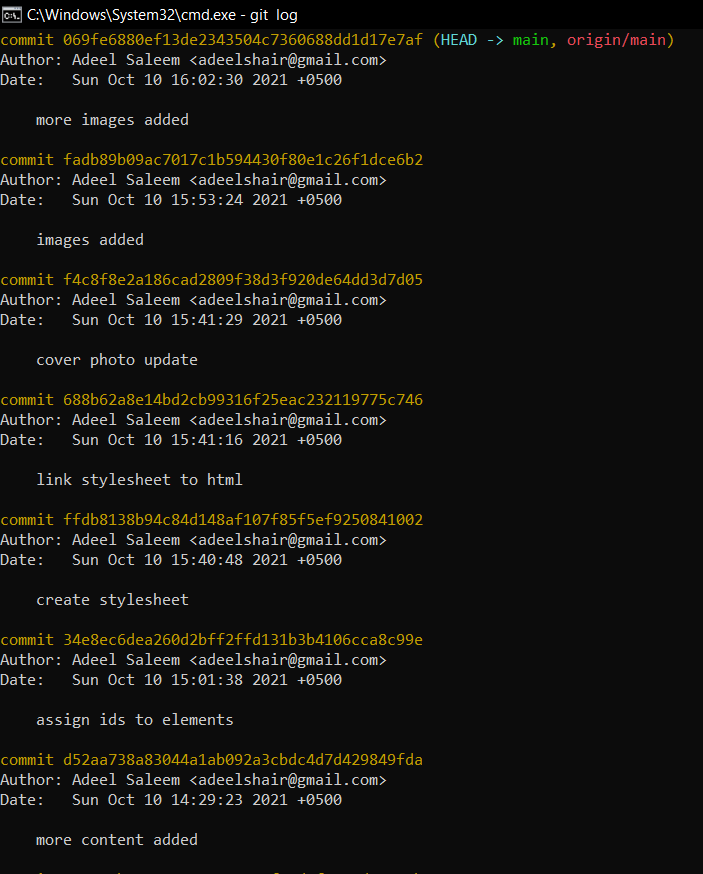 C:\Windows\System32\cmd.exe - git  log
commit 069fe6880ef13de2343504c7360688dd1d17e7af (HEAD -> main, origin/main)
Author: Adeel Saleem <adeelshair@gmail.com>
Date:   Sun Oct 10 16:02:30 2021 +0500
more images added
commit fadb89b09ac7017c1b594430f80e1c26f1dce6b2
Author: Adeel Saleem <adeelshair@gmail.com>
Date:   Sun Oct 10 15:53:24 2021 +0500
images added
commit f4c8f8e2a186cad2809f38d3f920de64dd3d7d05
Author: Adeel Saleem <adeelshair@gmail.com>
Date:   Sun Oct 10 15:41:29 2021 +0500
cover photo update
commit 688b62a8e14bd2cb99316f25eac232119775c746
Author: Adeel Saleem <adeelshair@gmail.com>
Date:   Sun Oct 10 15:41:16 2021 +0500
link stylesheet to html
commit ffdb8138b94c84d148af107f85f5ef9250841002
Author: Adeel Saleem <adeelshair@gmail.com>
Date:   Sun Oct 10 15:40:48 2021 +0500
create stylesheet
commit 34e8ec6dea260d2bff2ffd131b3b4106cca8c99e
Author: Adeel Saleem <adeelshair@gmail.com>
Date:   Sun Oct 10 15:01:38 2021 +0500
assign ids to elements
commit d52aa738a83044a1ab092a3cbdc4d7d429849fda
Author: Adeel Saleem <adeelshair@gmail.com>
Date:   Sun Oct 10 14:29:23 2021 +0500
more content added